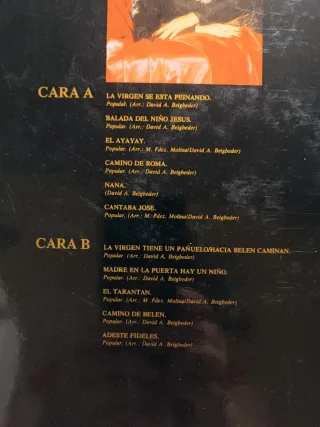 CARA A
LA VIRGEN SE ESTA PEINANDO.
Popular. (Arr.: David A. Beigbeder)
BALADA DEL NIÑO JESUS.
Popular. (Arr.: David A. Beigbeder)
EL AYAYAY.
Popular. (Arr.: M. Fdez. Molina/David A. Beigbeder)
CAMINO DE ROMA.
Popular. (Arr.: David A. Beigbeder)
NANA.
(David A. Beigbeder)
CANTABA JOSE.
Popular. (Arr.: M. Fdez. Molina/David A. Beigbeder)
CARA B
LA VIRGEN TIENE UN PAÑUELO/HACIA BELEN CAMINAN.
Popular. (Arr.: David A. Beigbeder)
MADRE EN LA PUERTA HAY UN NIÑO.
Popular. (Arr.: David A. Beigbeder)
EL TARANTAN.
Popular. (Arr.: M. Fdez. Molina/David A. Beigbeder)
CAMINO DE BELEN.
Popular. (Arr.: David A. Beigbeder)
ADESTE FIDELES.
Popular. (Arr.: David A. Beigbeder)